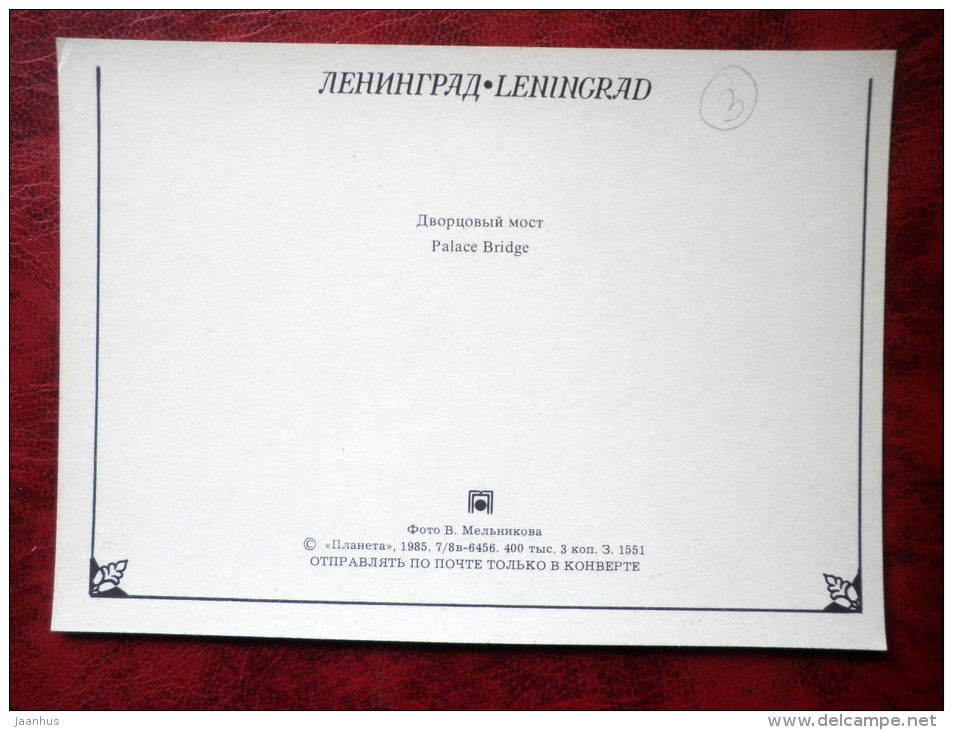 ЛЕНИНГРАД•LENINGRAD
3
Дворцовый мост
Palace Bridge
Фото В. Мельникова
© «Планета», 1985. 7/8в-6456. 400 тыс. 3 коп. З. 1551
ОТПРАВЛЯТЬ ПО ПОЧТЕ ТОЛЬКО В КОНВЕРТЕ
jaanhus
www.delcampe.net